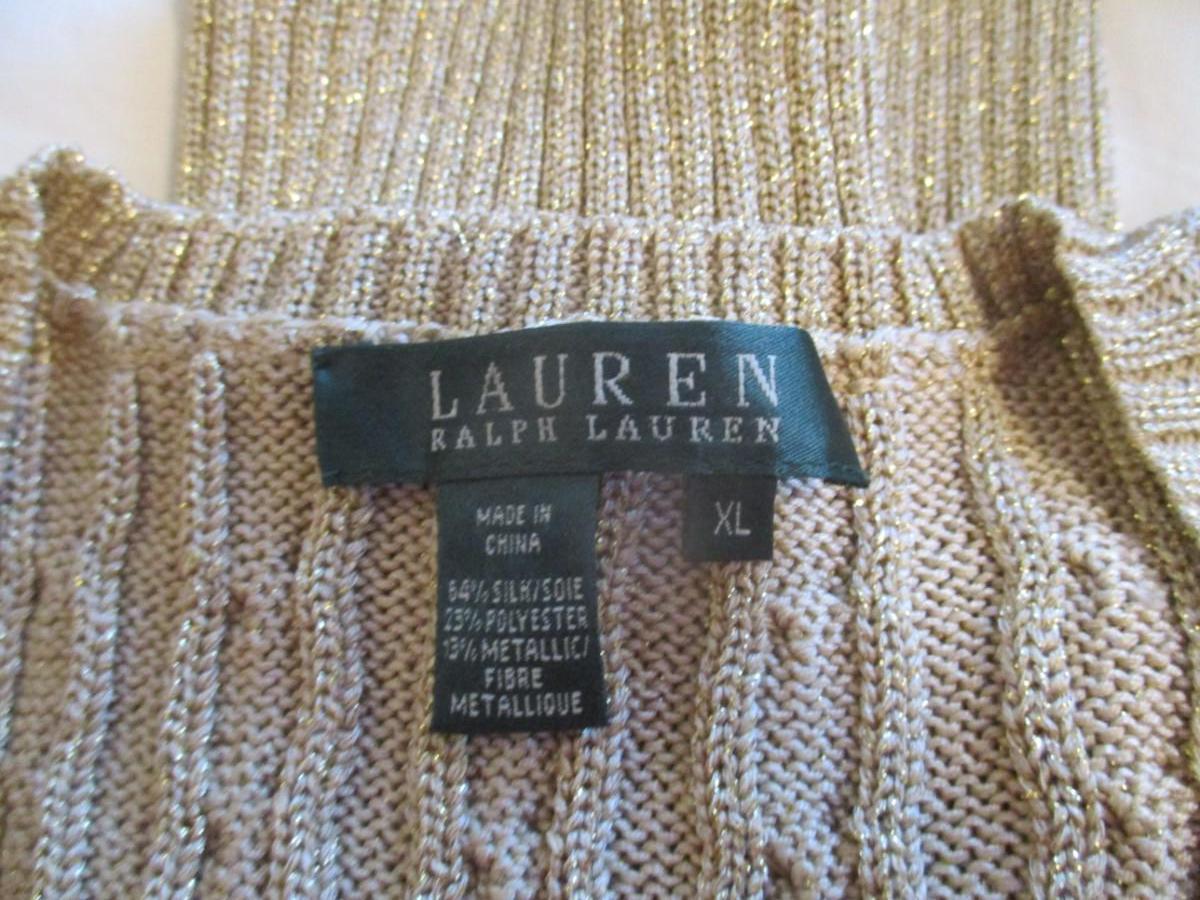 LAUREN
RALPH LAUREN
XL
MADE IN
CHINA
64% SILK/SOIE
23% POLYESTER
13% METALLIC/
FIBRE
METALLIQUE